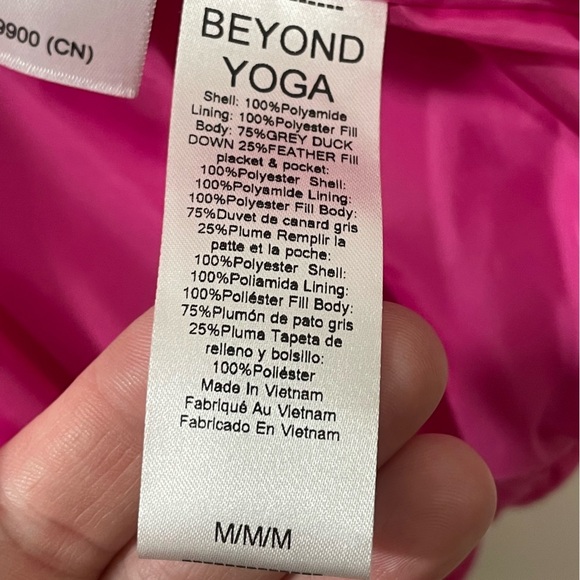 9900 (CN)
BEYOND
YOGA
Shell: 100%Polyamide
Lining: 100%Polyester Fill
Body: 75%GREY DUCK
DOWN 25%FEATHER Fill
placket & pocket:
100%Polyester Shell:
100%Polyamide Lining:
100%Polyester Fill Body:
75%Duvet de canard gris
25%Plume Remplir la
patte et la poche:
100%Polyester Shell:
100%Poliamida Lining:
100%Poliéster Fill Body:
75%Plumón de pato gris
25%Pluma Tapeta de
relleno y bolsillo:
100%Poliéster
Made In Vietnam
Fabriqué Au Vietnam
Fabricado En Vietnam
M/M/M